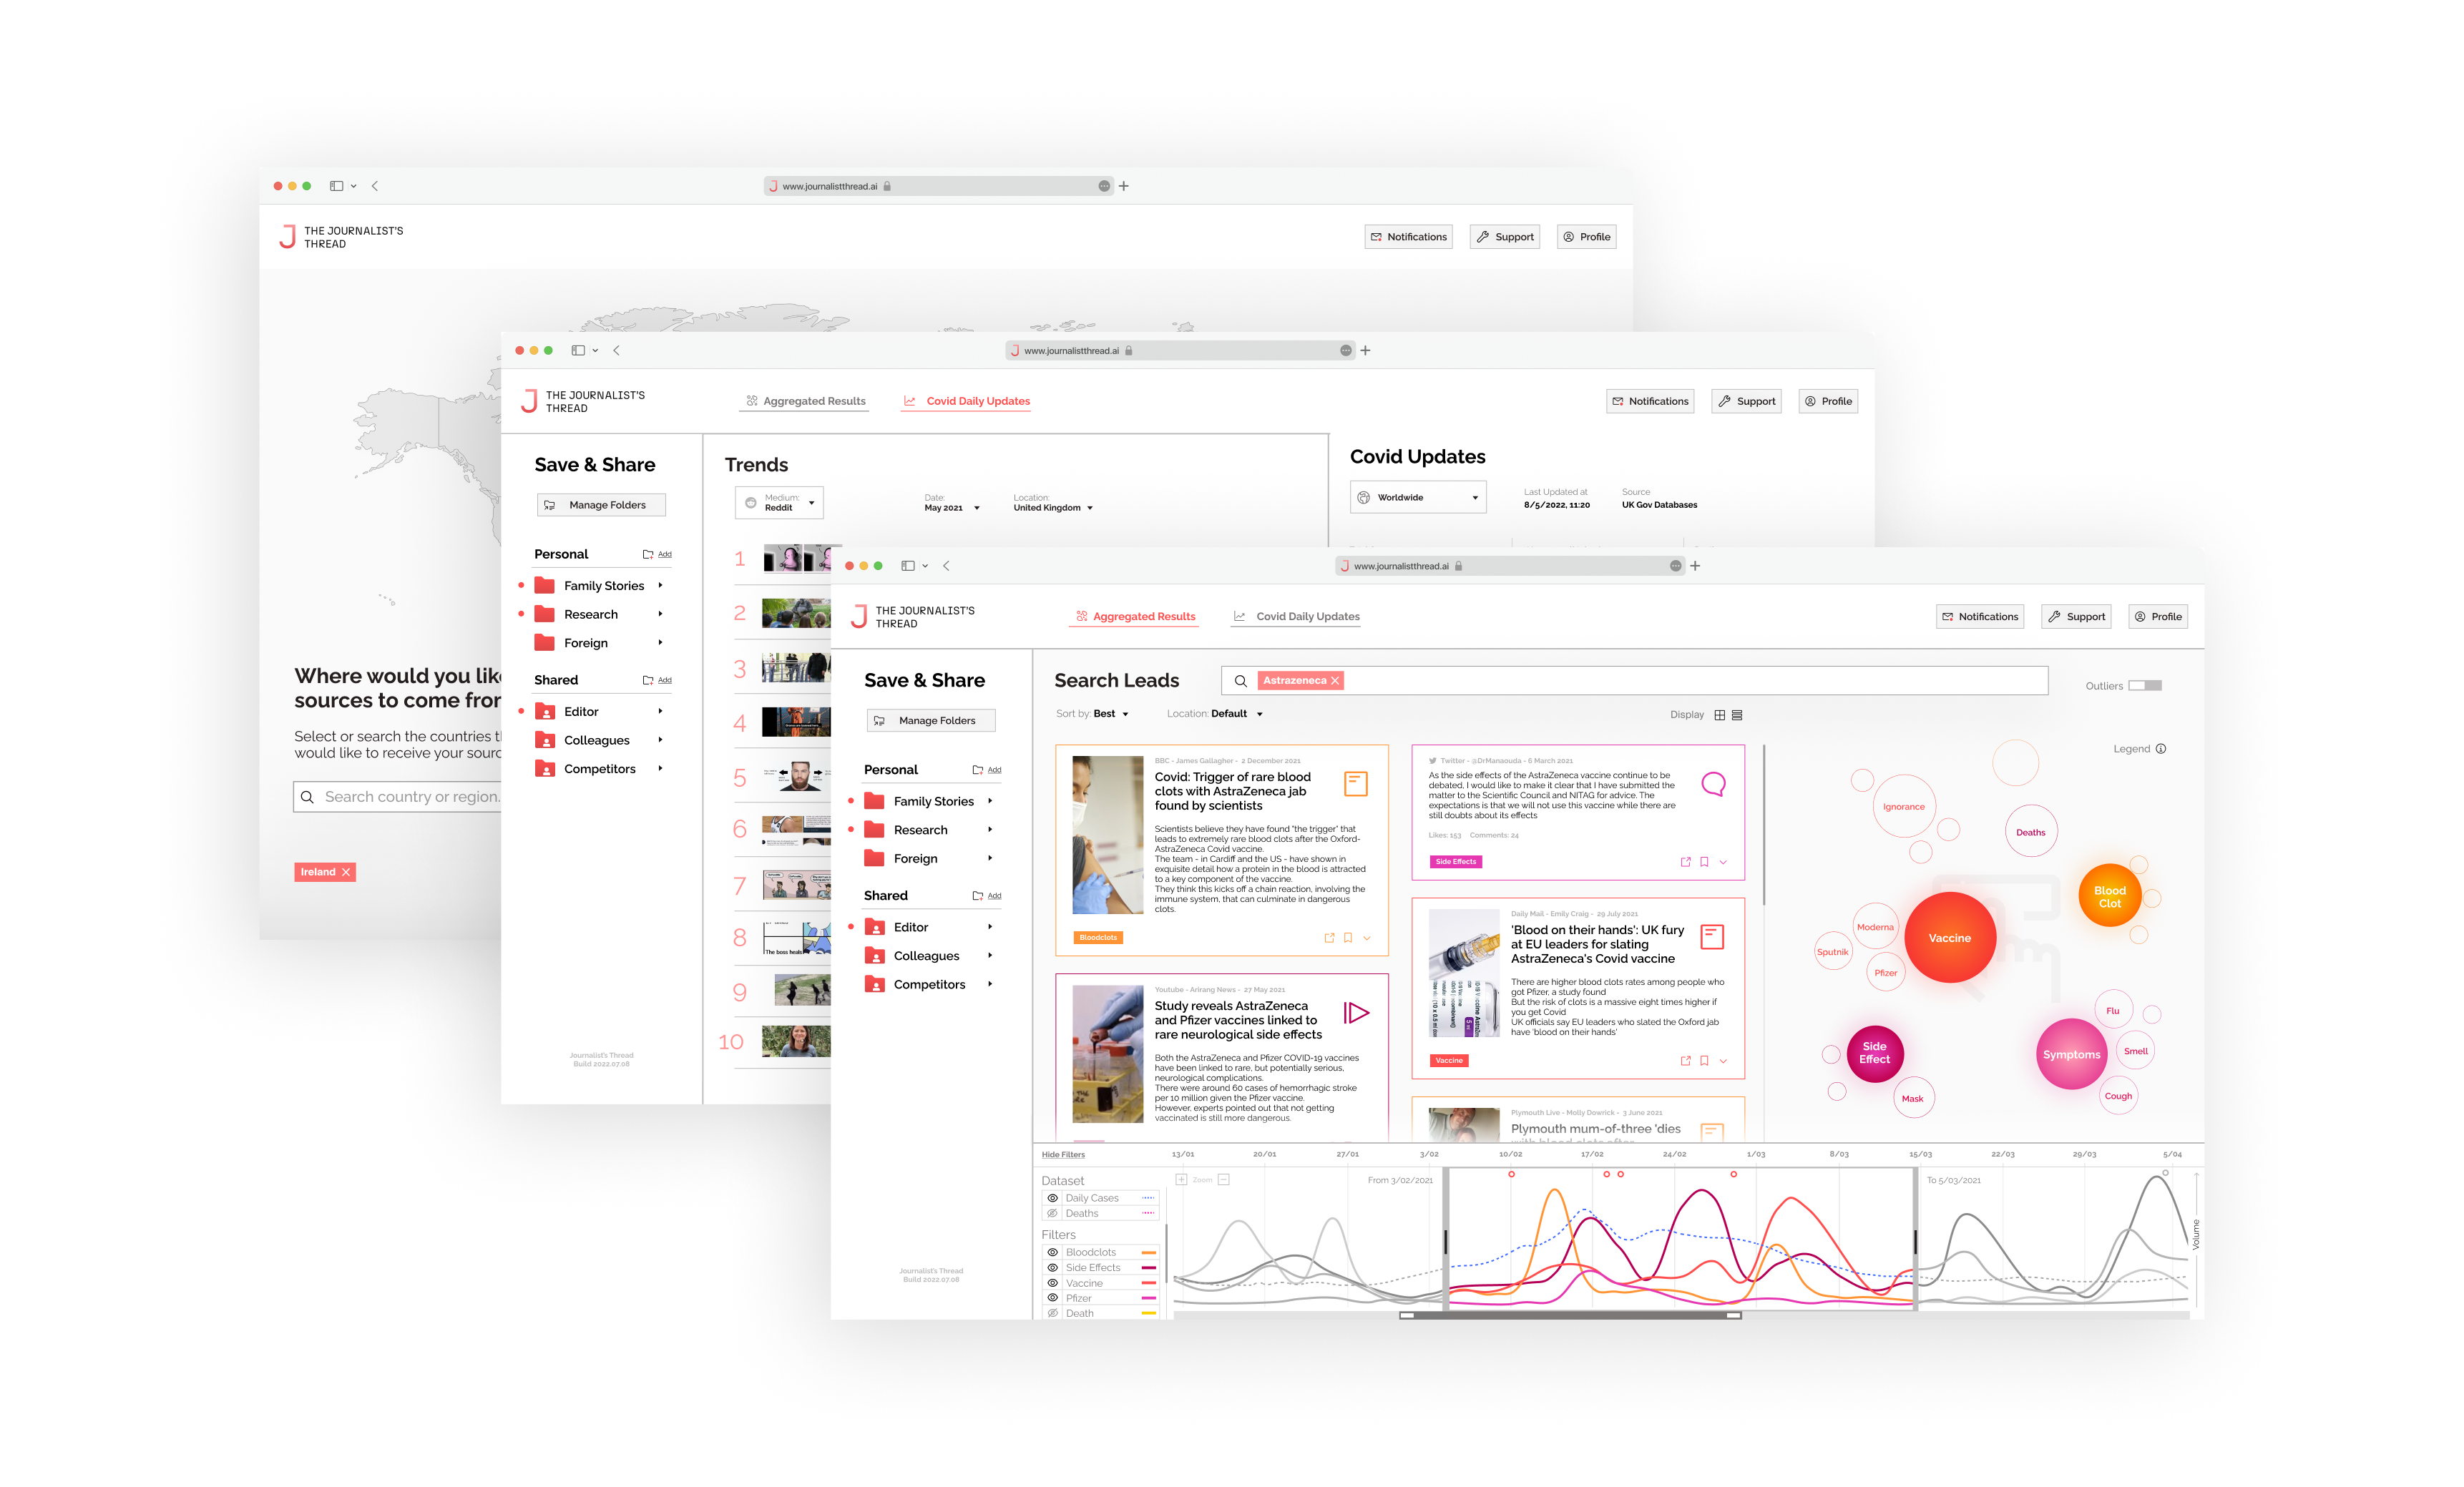 www.journalistthread.ai
THE JOURNALIST'S
THREAD
Notifications
Support
Profile
Where would you lik
sources to come fror
Select or search the countries t
would like to receive your sourc
Search country or region.
Ireland
www.journalistthread.ai
THE JOURNALIST'S
THREAD
Aggregated Results
Covid Daily Updates
Notifications
Support
Profile
Save & Share
Manage Folders
Personal
Add
Family Stories
Research
Foreign
Shared
Add
Editor
Colleagues
Competitors
Journalist's Thread
Build 2022.07.08
Trends
Medium:
Reddit
Date:
May 2021
Location:
United Kingdom
1
2
3
4
5
6
7
8
The boss heals
9
10
Covid Updates
Worldwide
Last Updated at
8/5/2022, 11:20
Source
UK Gov Databases
www.journalistthread.ai
THE JOURNALIST'S
THREAD
Aggregated Results
Covid Daily Updates
Notifications
Support
Profile
Save & Share
Manage Folders
Personal
Add
Family Stories
Research
Foreign
Shared
Add
Editor
Colleagues
Competitors
Journalist's Thread
Build 2022.07.08
Search Leads
Astrazeneca
Outliers
Sort by: Best
Location: Default
Display
Legend
BBC - James Gallagher - 2 December 2021
Covid: Trigger of rare blood
clots with AstraZeneca jab
found by scientists
Scientists believe they have found "the trigger" that
leads to extremely rare blood clots after the Oxford-
AstraZeneca Covid vaccine.
The team - in Cardiff and the US - have shown in
exquisite detail how a protein in the blood is attracted
to a key component of the vaccine.
They think this kicks off a chain reaction, involving the
immune system, that can culminate in dangerous
clots.
Bloodclots
Youtube - Arirang News - 27 May 2021
Study reveals AstraZeneca
and Pfizer vaccines linked to
rare neurological side effects
Both the AstraZeneca and Pfizer COVID-19 vaccines
have been linked to rare, but potentially serious,
neurological complications.
There were around 60 cases of hemorrhagic stroke
per 10 million given the Pfizer vaccine.
However, experts pointed out that not getting
vaccinated is still more dangerous.
Twitter - @DrManaouda - 6 March 2021
As the side effects of the AstraZeneca vaccine continue to be
debated, I would like to make it clear that I have submitted the
matter to the Scientific Council and NITAG for advice. The
expectations is that we will not use this vaccine while there are
still doubts about its effects
Likes: 153 Comments: 24
Side Effects
Daily Mail - Emily Craig - 29 July 2021
'Blood on their hands': UK fury
at EU leaders for slating
AstraZeneca's Covid vaccine
There are higher blood clots rates among people who
got Pfizer, a study found
But the risk of clots is a massive eight times higher if
you get Covid
UK officials say EU leaders who slated the Oxford jab
have 'blood on their hands'
Vaccine
Plymouth Live - Molly Dowrick - 3 June 2021
Plymouth mum-of-three 'dies
with blood clots after
Ignorance
Deaths
Blood
Clot
Moderna
Sputnik
Pfizer
Vaccine
Side
Effect
Mask
Symptoms
Flu
Smell
Cough
Hide Filters
13/01
20/01
27/01
3/02
10/02
17/02
24/02
1/03
8/03
15/03
22/03
29/03
5/04
Dataset
Daily Cases
Deaths
Filters
Bloodclots
Side Effects
Vaccine
Pfizer
Death
Zoom
From 3/02/2021
To 5/03/2021
Volume